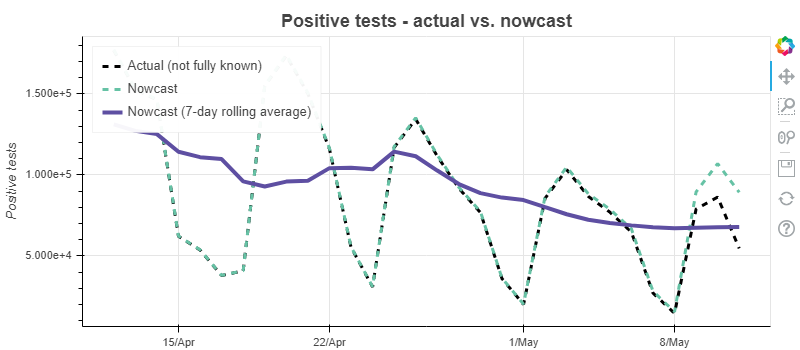 Positive tests - actual vs. nowcast
Actual (not fully known)
Nowcast
Nowcast (7-day rolling average)
Positive tests
1.500e+5
1.000e+5
5.000e+4
15/Apr
22/Apr
1/May
8/May